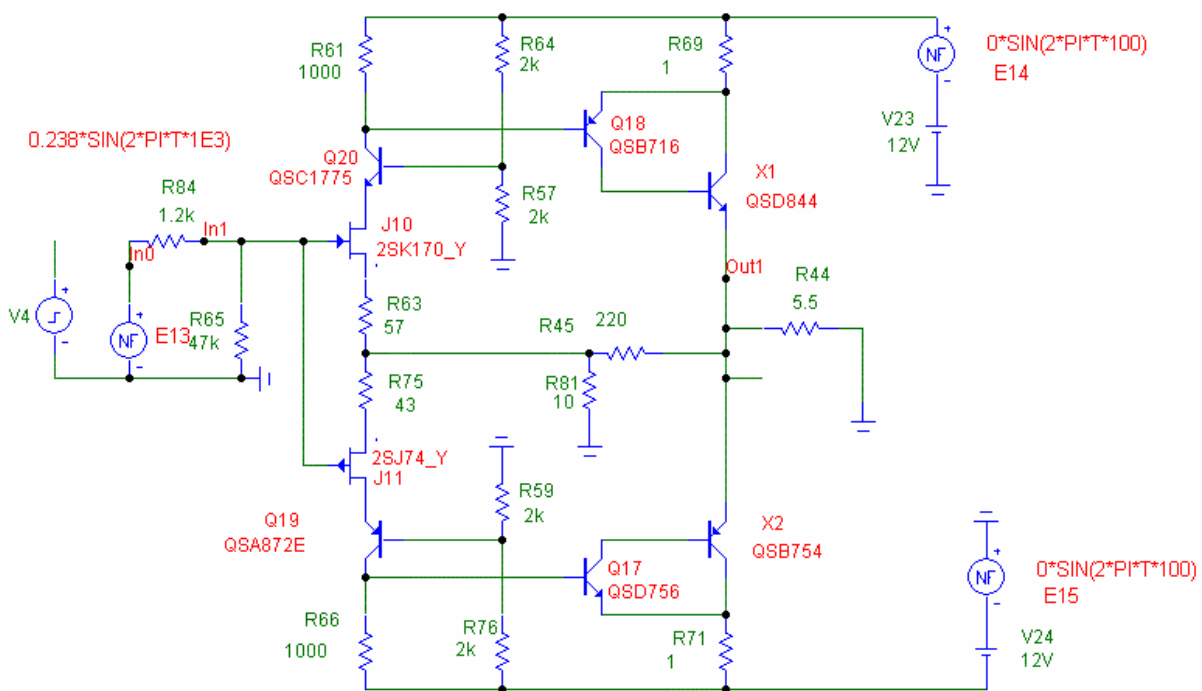 R61
1000
R64
2k
R69
1
NF
0*SIN(2*PI*T*100)
E14
V23
12V
0.238*SIN(2*PI*T*1E3)
Q20
QSC1775
Q18
QSB716
X1
QSD844
R84
1.2k
In0
In1
R57
2k
J10
2SK170_Y
Out1
R44
5.5
V4
NF
E13
R65
47k
R63
57
R45
220
R75
43
R81
10
2SJ74_Y
J11
R59
2k
Q19
QSA872E
X2
QSB754
Q17
QSD756
NF
0*SIN(2*PI*T*100)
E15
R66
1000
R76
2k
R71
1
V24
12V